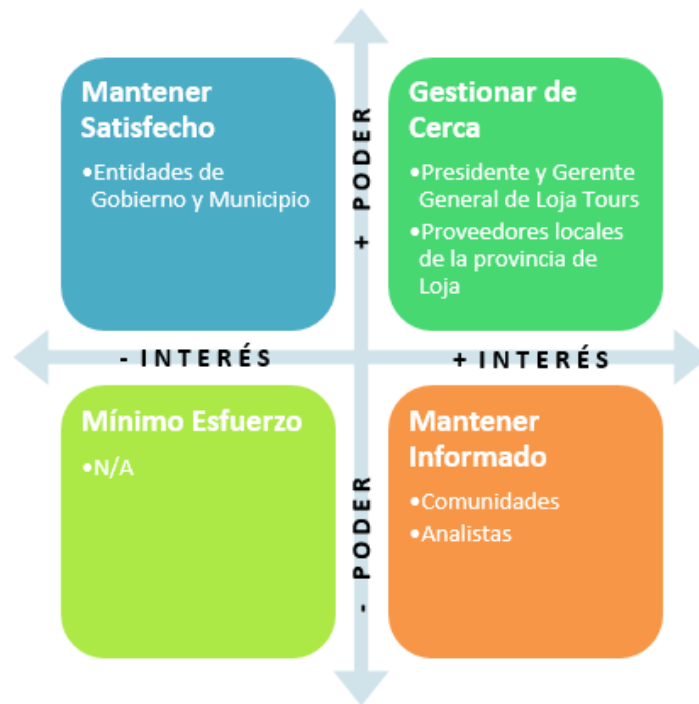 Mantener
Satisfecho
•Entidades de
Gobierno y Municipio
+ PODER
Gestionar de
Cerca
•Presidente y Gerente
General de Loja Tours
•Proveedores locales
de la provincia de
Loja
- INTERÉS
+ INTERÉS
Mínimo Esfuerzo
•N/A
- PODER
Mantener
Informado
•Comunidades
•Analistas